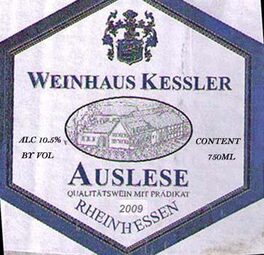 WEINHAUS KESSLER
ALC 10.5%
BY VOL
CONTENT
750ML
AUSLESE
QUALITÄTSWEIN MIT PRÄDIKAT
2009
RHEINHESSEN